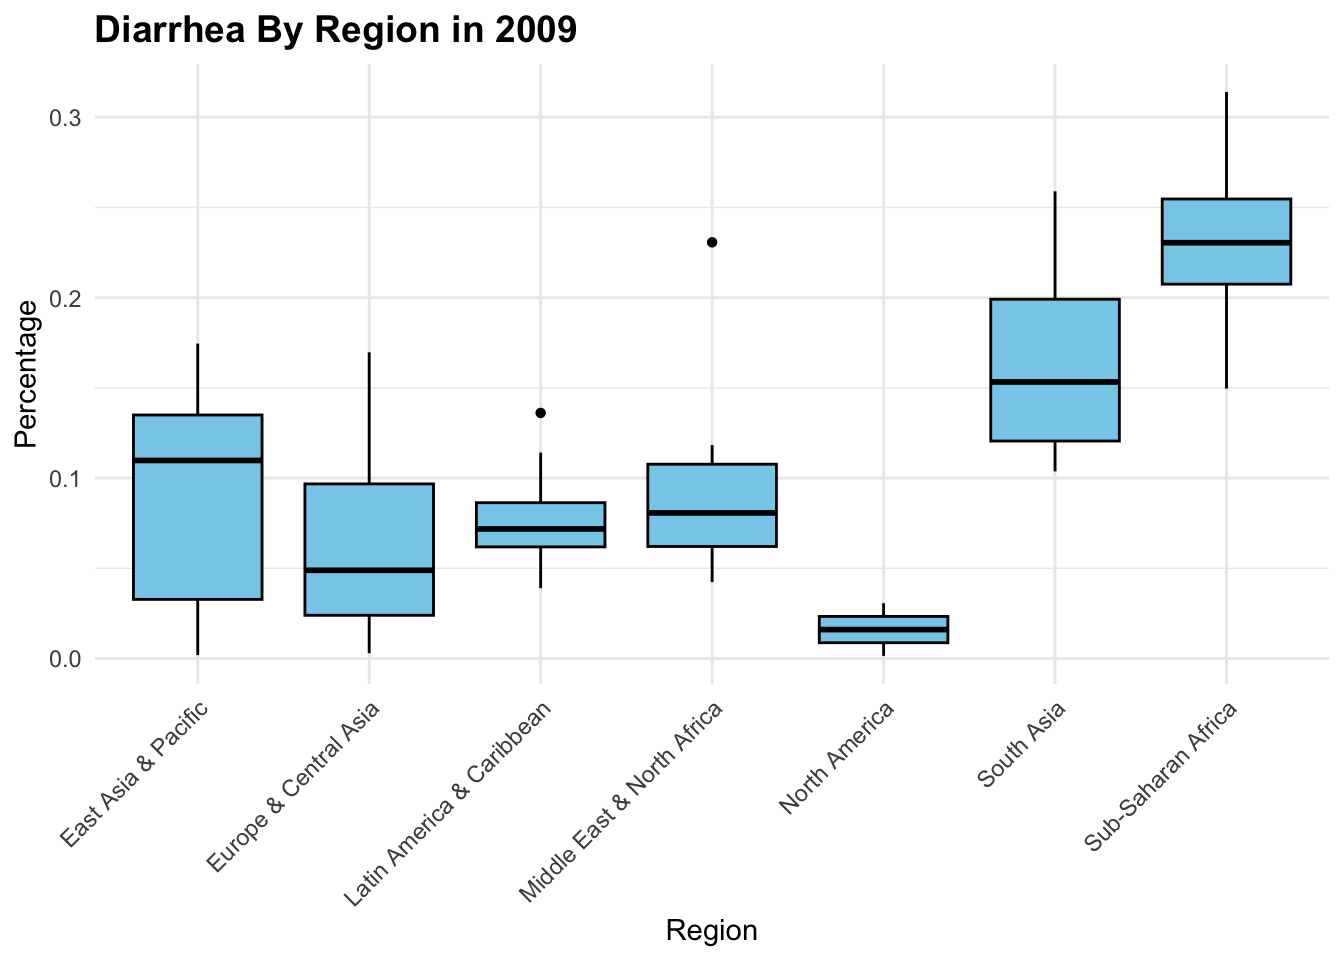 Diarrhea By Region in 2009
Percentage
0.3
0.2
0.1
0.0
East Asia & Pacific
Europe & Central Asia
Latin America & Caribbean
Middle East & North Africa
North America
South Asia
Sub-Saharan Africa
Region